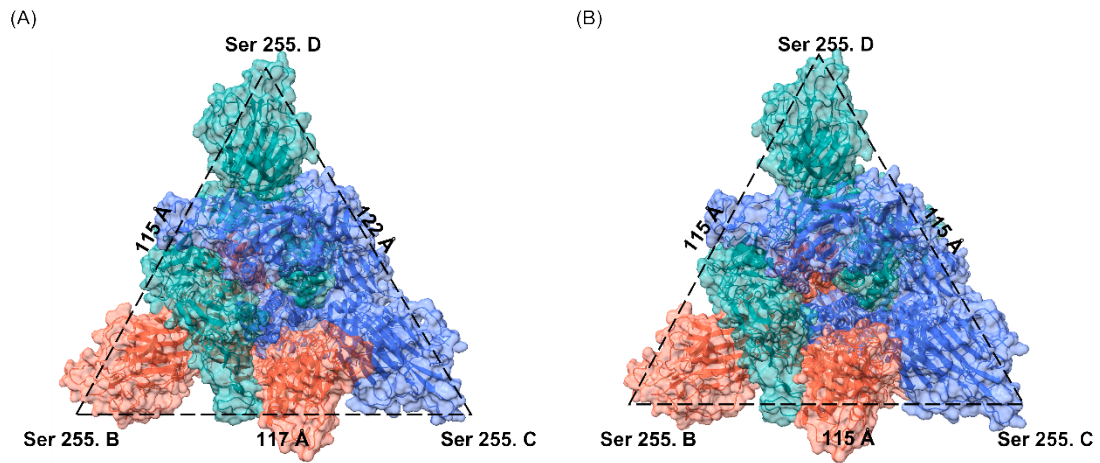 (A)
Ser 255. D
115 Å
122 Å
Ser 255. B
117 Å
Ser 255. C
(B)
Ser 255. D
115 Å
115 Å
Ser 255. B
115 Å
Ser 255. C